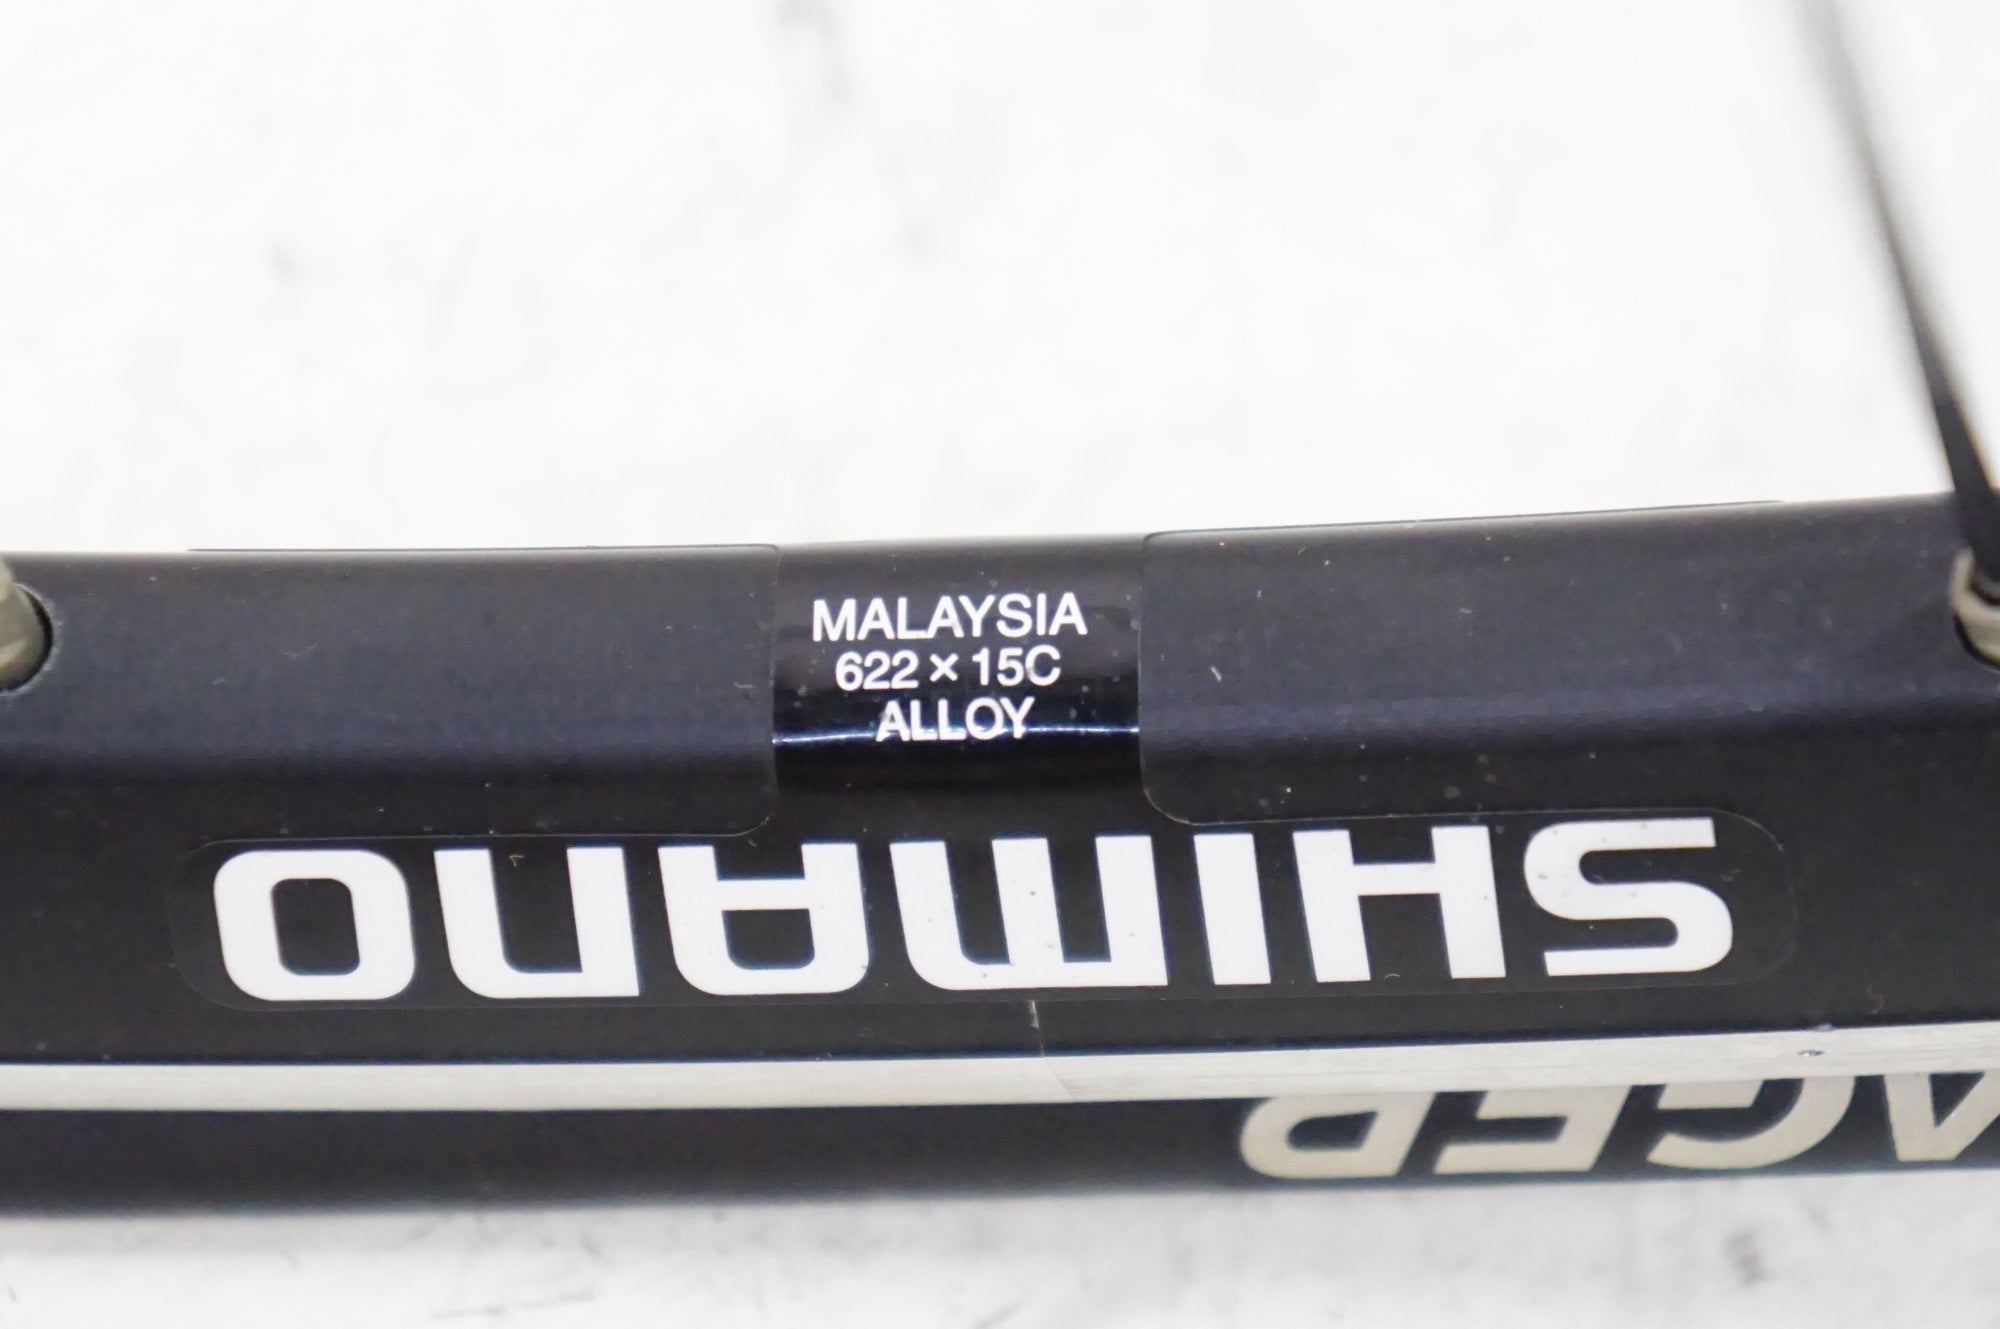 MALAYSIA
622 × 15C
ALLOY
SHIMANO